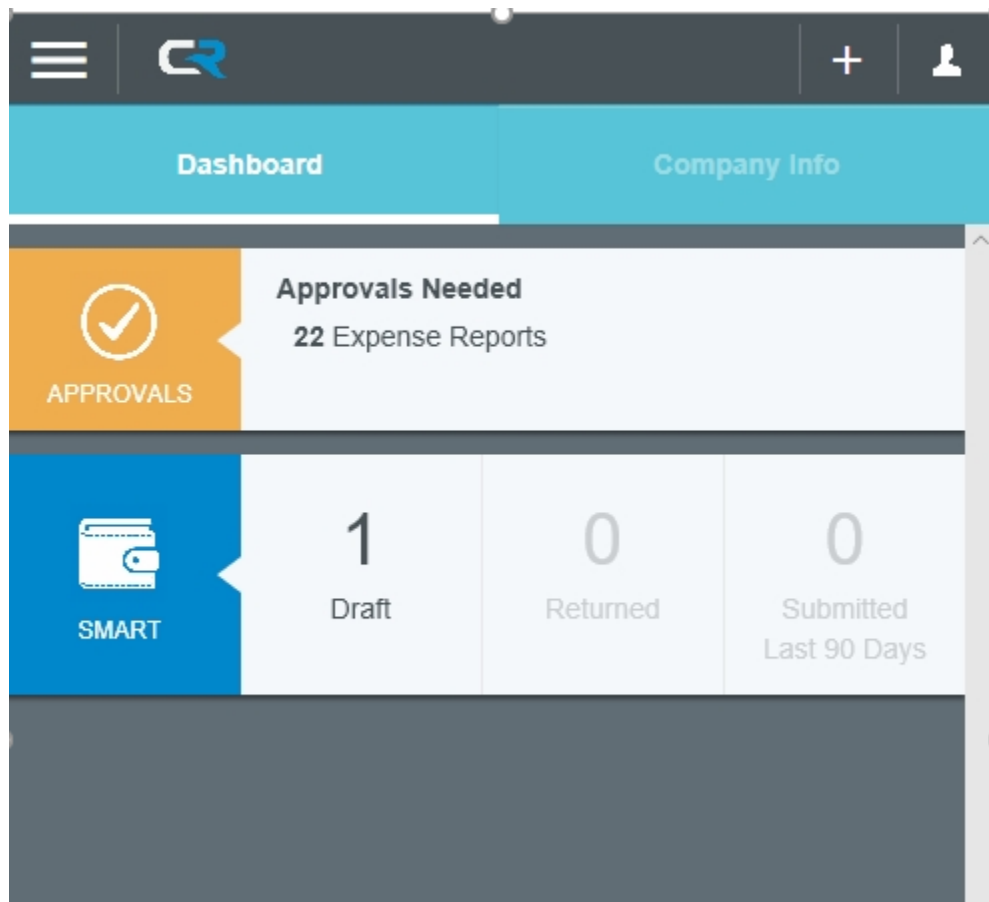 CR
Dashboard
Company Info
Approvals Needed
22 Expense Reports
APPROVALS
1
0
0
Draft
Returned
Submitted
Last 90 Days
SMART